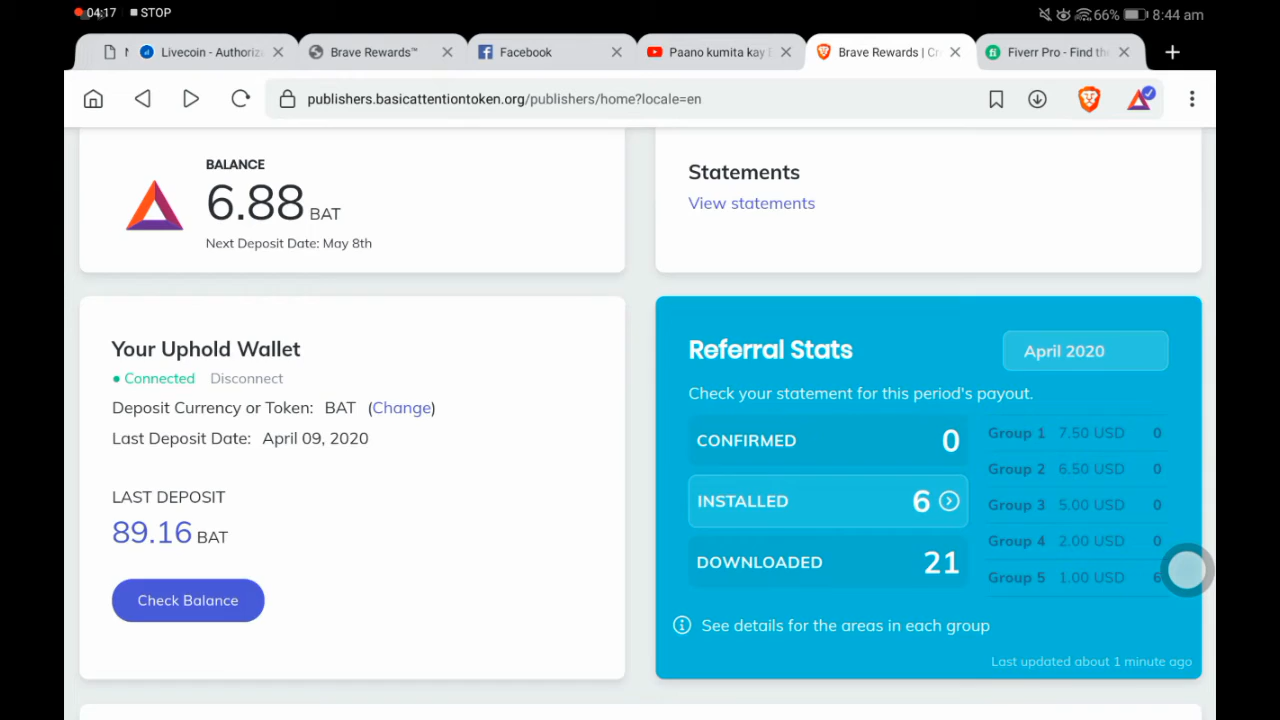 04:17 STOP
66% 8:44 am
Livecoin - Authoriz
Brave Rewards™
Facebook
Paano kumita kay
Brave Rewards | Cr
Fiverr Pro - Find the
publishers.basicattentiontoken.org/publishers/home?locale=en
BALANCE
6.88 BAT
Next Deposit Date: May 8th
Statements
View statements
Your Uphold Wallet
Connected Disconnect
Deposit Currency or Token: BAT (Change)
Last Deposit Date: April 09, 2020
LAST DEPOSIT
89.16 BAT
Check Balance
Referral Stats
April 2020
Check your statement for this period's payout.
CONFIRMED 0
INSTALLED 6
DOWNLOADED 21
Group 1 7.50 USD 0
Group 2 6.50 USD 0
Group 3 5.00 USD 0
Group 4 2.00 USD 0
Group 5 1.00 USD 6
See details for the areas in each group
Last updated about 1 minute ago